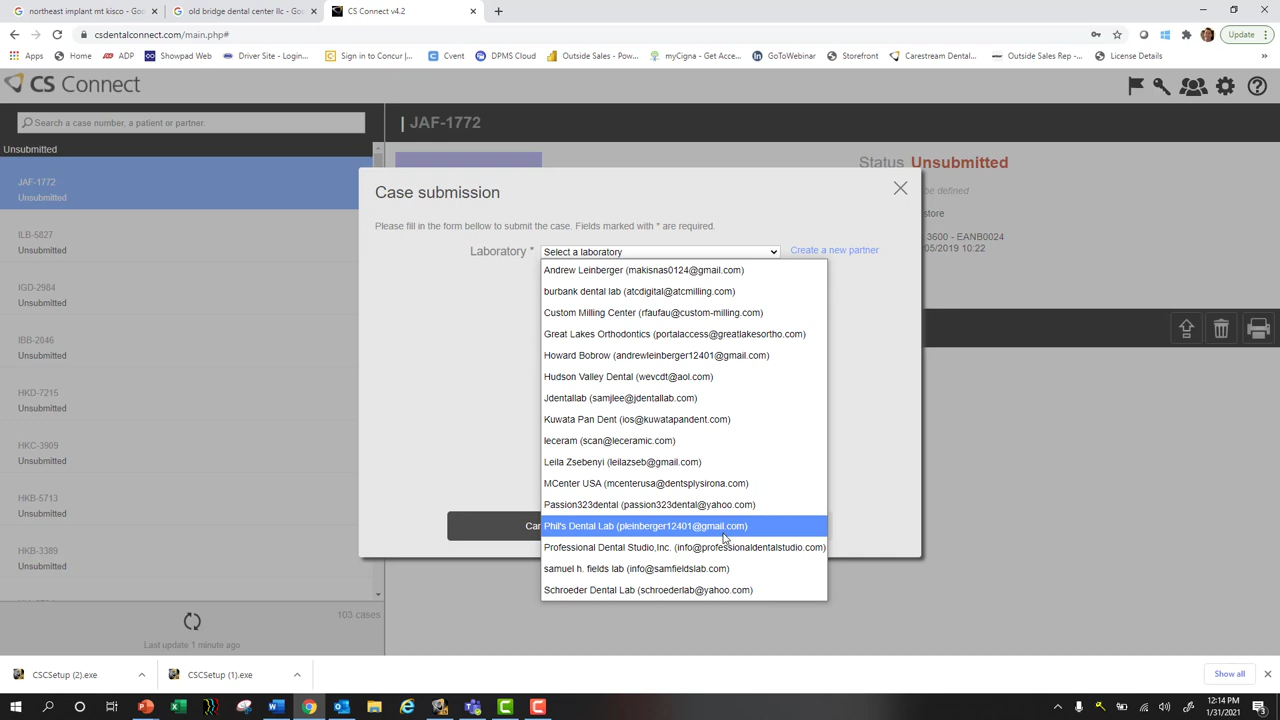 northeast implant mt kisco - Goo
old bridge dental center llc - Goo
CS Connect v4.2
csdentalconnect.com/main.php#
Update
Apps
Home
ADP
Showpad Web
Driver Site - Driver L...
Sign in to Concur |...
Cvent
DPMS Cloud
Outside Sales - Pow...
myCigna - Get Acce...
GoToWebinar
Storefront
Carestream Dental...
Outside Sales Rep -...
License Details
»
CS Connect
Search a case number, a patient or partner.
JAF-1772
Unsubmitted
JAF-1772
Unsubmitted
ILB-5827
Unsubmitted
IGD-2984
Unsubmitted
IBB-2046
Unsubmitted
HKD-7215
Unsubmitted
HKC-3909
Unsubmitted
HKB-5713
Unsubmitted
HKB-3389
Unsubmitted
103 cases
Last update 1 minute ago
Status Unsubmitted
be defined
store
3600 - EANB0024
/05/2019 10:22
Case submission
Please fill in the form bellow to submit the case. Fields marked with * are required.
Laboratory * Select a laboratory Create a new partner
Andrew Leinberger (makisnas0124@gmail.com)
burbank dental lab (atcdigital@atcmilling.com)
Custom Milling Center (rfaufau@custom-milling.com)
Great Lakes Orthodontics (portalaccess@greatlakesortho.com)
Howard Bobrow (andrewleinberger12401@gmail.com)
Hudson Valley Dental (wevcdt@aol.com)
Jdentallab (samjlee@jdentallab.com)
Kuwata Pan Dent (ios@kuwatapandent.com)
leceram (scan@leceramic.com)
Leila Zsebenyi (leilazseb@gmail.com)
MCenter USA (mcenterusa@dentsplysirona.com)
Passion323dental (passion323dental@yahoo.com)
Can Phil's Dental Lab (pleinberger12401@gmail.com)
Professional Dental Studio,Inc. (info@professionaldentalstudio.com)
samuel h. fields lab (info@samfieldslab.com)
Schroeder Dental Lab (schroederlab@yahoo.com)
CSCSetup (2).exe
CSCSetup (1).exe
Show all
12:14 PM
1/31/2021